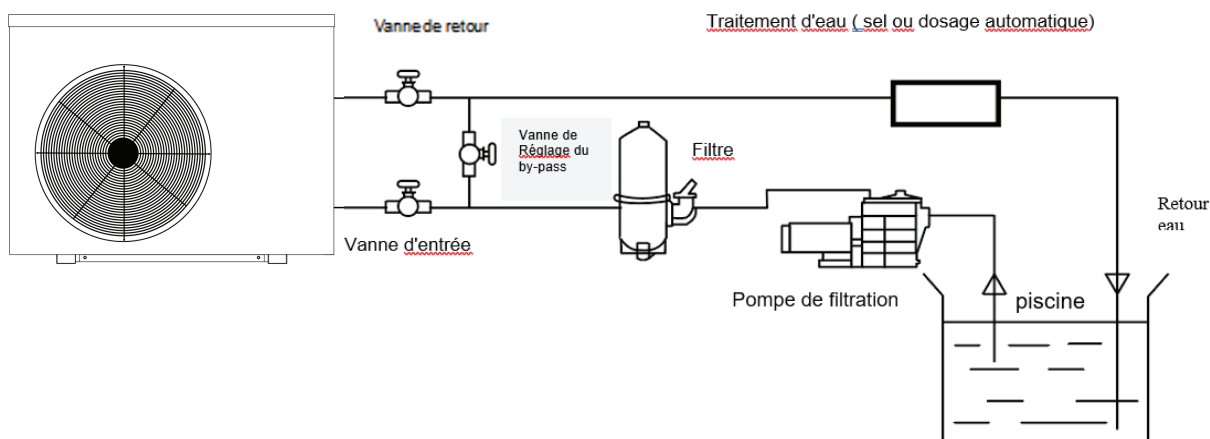 Vanne de retour
Traitement d'eau ( sel ou dosage automatique)
Vanne de
Réglage du
by-pass
Filtre
Retour
eau
Vanne d'entrée
Pompe de filtration
piscine